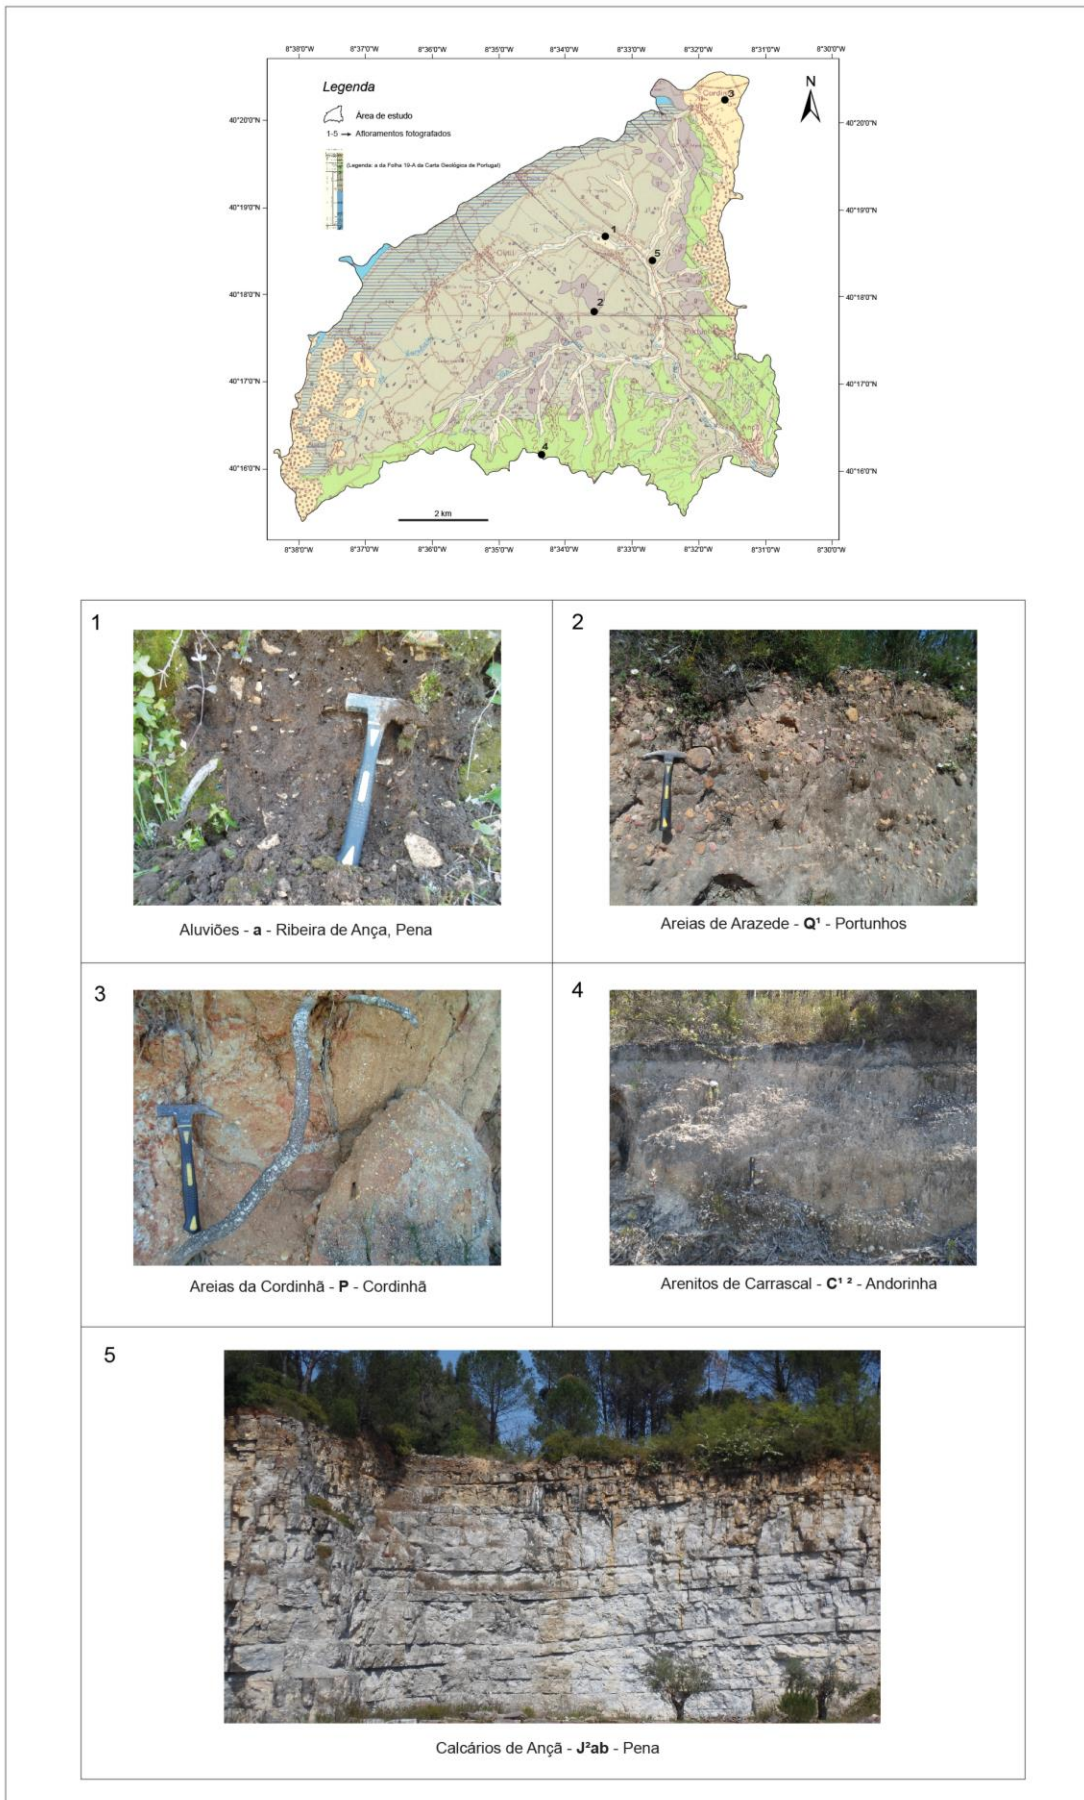 8°38'0"W 8°37'0"W 8°36'0"W 8°35'0"W 8°34'0"W 8°33'0"W 8°32'0"W 8°31'0"W 8°30'0"W
Legenda
Área de estudo
1-5 → Afloramentos fotografados
(Legenda: a da Folha 19-A da Carta Geológica de Portugal)
N
3
40°20'0"N 40°20'0"N
40°19'0"N 40°19'0"N
1
5
40°18'0"N 40°18'0"N
2
40°17'0"N 40°17'0"N
4
40°16'0"N 40°16'0"N
2 km
8°38'0"W 8°37'0"W 8°36'0"W 8°35'0"W 8°34'0"W 8°33'0"W 8°32'0"W 8°31'0"W 8°30'0"W
1
Aluviões - a - Ribeira de Ança, Pena
2
Areias de Arazede - Q¹ - Portunhos
3
Areias da Cordinhã - P - Cordinhã
4
Arenitos de Carrascal - C¹ ² - Andorinha
5
Calcários de Ançã - J²ab - Pena